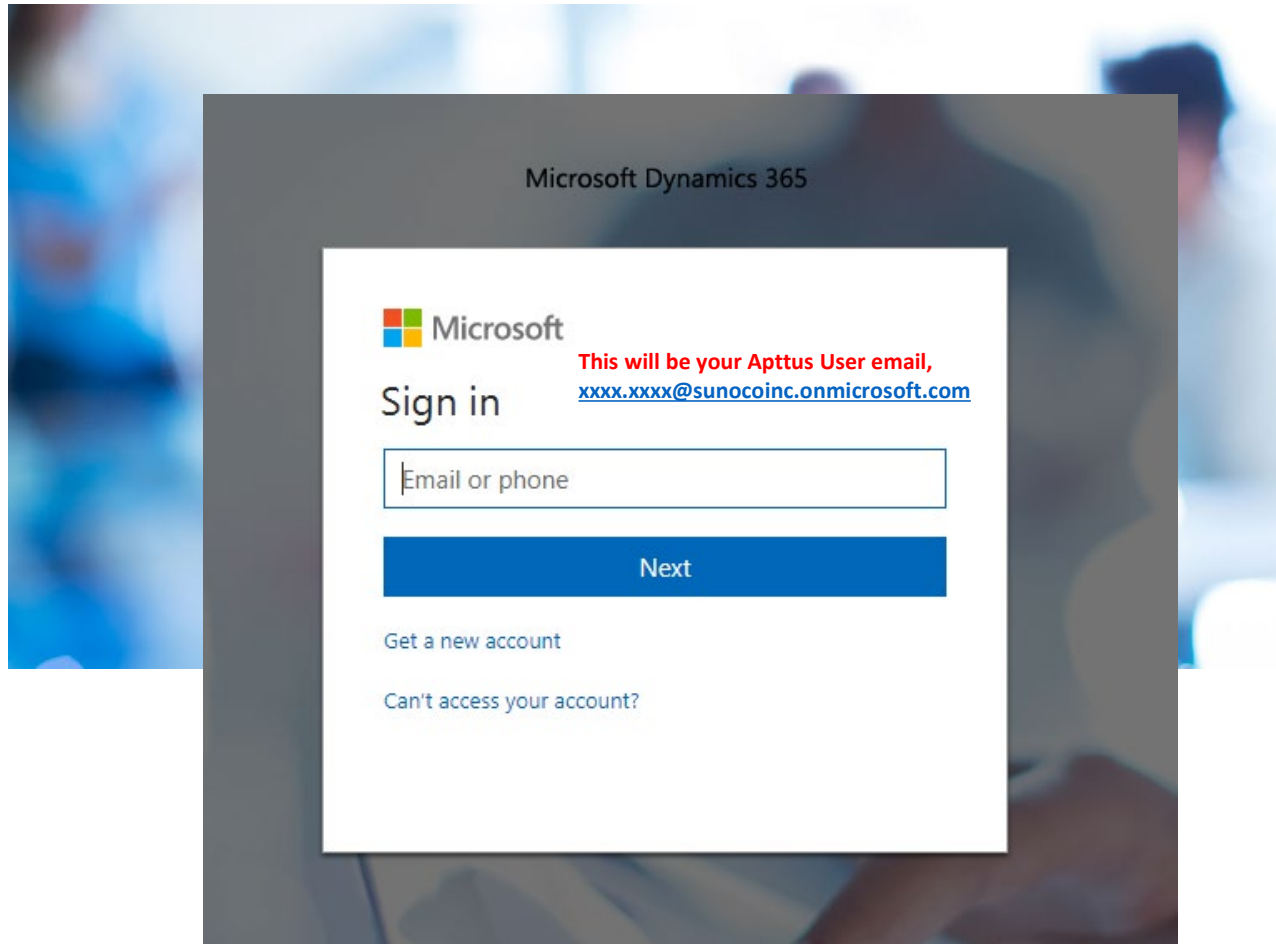 Microsoft Dynamics 365
Microsoft
This will be your Apttus User email,
xxxx.xxxx@sunocoinc.onmicrosoft.com
Sign in
Email or phone
Next
Get a new account
Can't access your account?